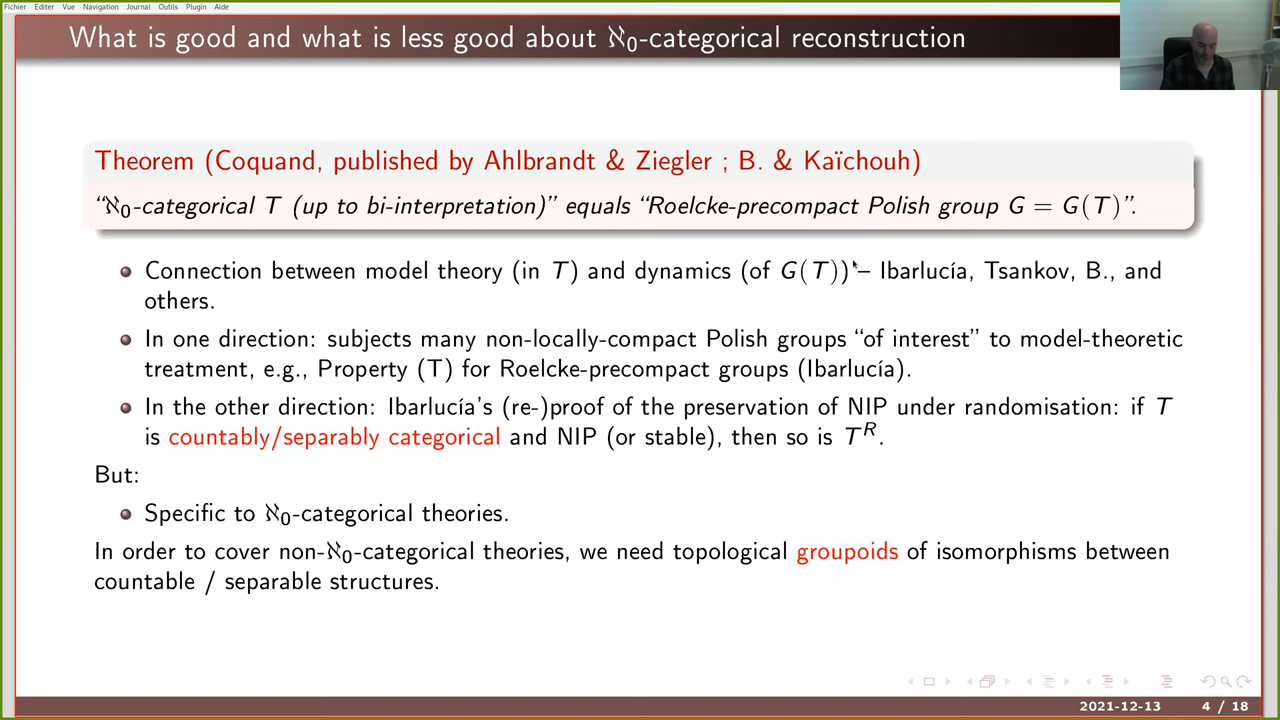 Fichier Editer Vue Navigation Journal Outils Plugin Aide
What is good and what is less good about ℵ₀-categorical reconstruction
Theorem (Coquand, published by Ahlbrandt & Ziegler ; B. & Kaïchouh)
“ℵ₀-categorical T (up to bi-interpretation)” equals “Roelcke-precompact Polish group G = G(T)”.
Connection between model theory (in T) and dynamics (of G(T)) – Ibarlucía, Tsankov, B., and
others.
In one direction: subjects many non-locally-compact Polish groups “of interest” to model-theoretic
treatment, e.g., Property (T) for Roelcke-precompact groups (Ibarlucía).
In the other direction: Ibarlucía’s (re-)proof of the preservation of NIP under randomisation: if T
is countably/separably categorical and NIP (or stable), then so is Tᴿ.
But:
Specific to ℵ₀-categorical theories.
In order to cover non-ℵ₀-categorical theories, we need topological groupoids of isomorphisms between
countable / separable structures.
2021-12-13 4 / 18